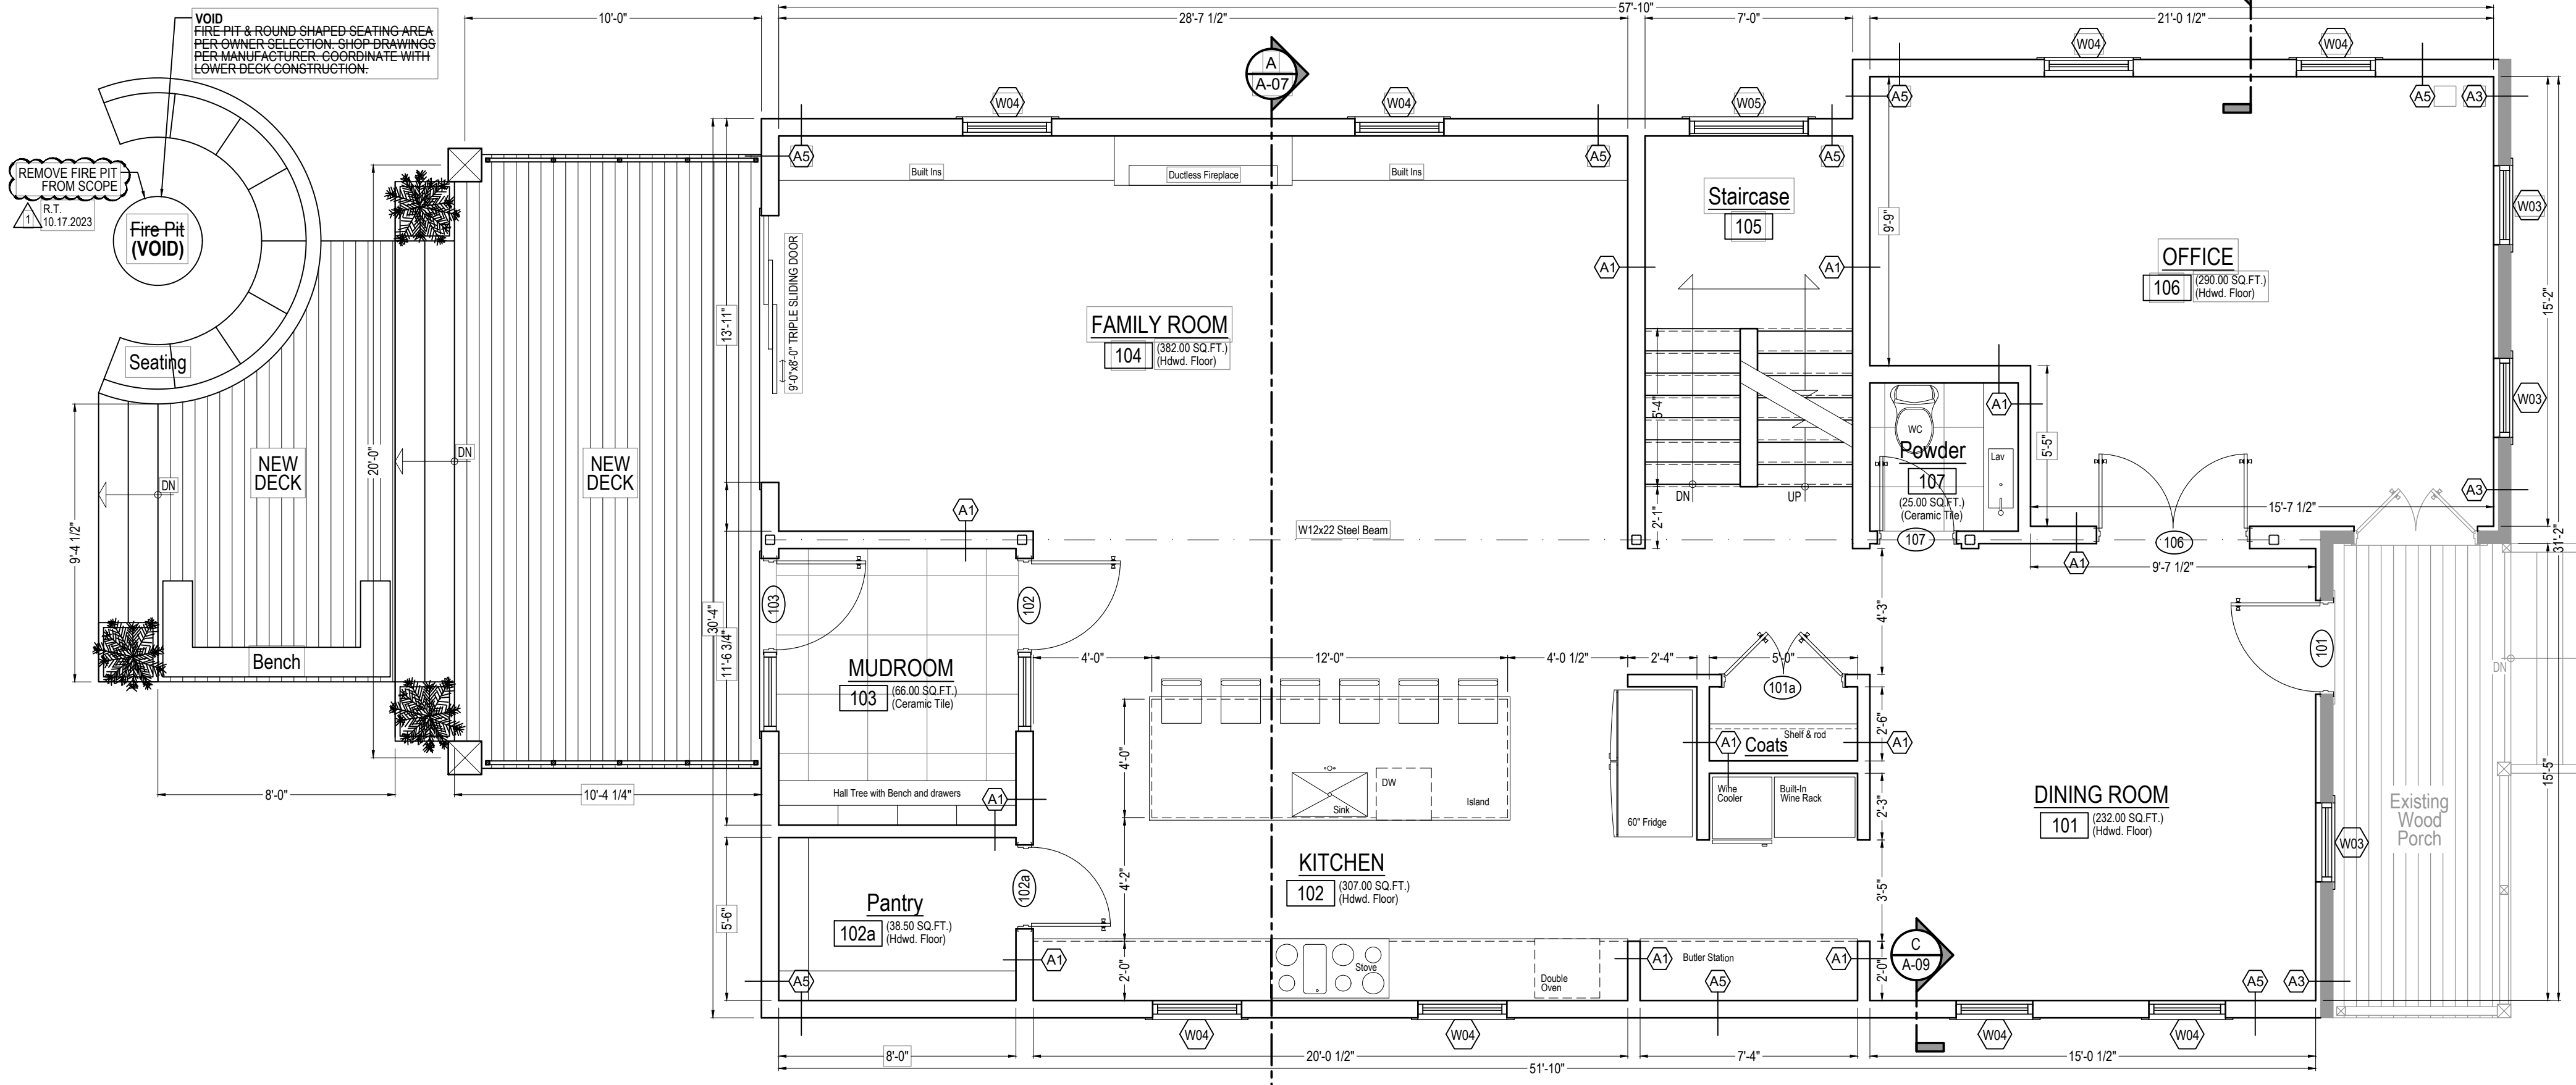 57'-10"
10'-0"
28'-7 1/2"
7'-0"
21'-0 1/2"
VOID
FIRE PIT & ROUND SHAPED SEATING AREA
PER OWNER SELECTION. SHOP DRAWINGS
PER MANUFACTURER. COORDINATE WITH
LOWER DECK CONSTRUCTION.
A
A-07
W04
W04
W05
W04
W04
A5
A5
A5
A5
A5
A3
REMOVE FIRE PIT
FROM SCOPE
1
R.T.
10.17.2023
Fire Pit
(VOID)
Seating
Built Ins
Ductless Fireplace
Built Ins
Staircase
105
9'-9"
W03
OFFICE
106
(290.00 SQ.FT.)
(Hdwd. Floor)
15'-2"
A1
A1
13'-11"
9'-0"x8'-0" TRIPLE SLIDING DOOR
FAMILY ROOM
104
(382.00 SQ.FT.)
(Hdwd. Floor)
W03
5'-4"
A1
WC
Powder
107
(25.00 SQ.FT.)
(Ceramic Tile)
Lav
5'-5"
NEW
DECK
DN
20'-0"
DN
NEW
DECK
DN
UP
2'-1"
A3
15'-7 1/2"
A1
W12x22 Steel Beam
107
106
A1
9'-7 1/2"
31'-2"
9'-4 1/2"
103
102
30'-4"
11'-6 3/4"
4'-3"
101
DN
Bench
MUDROOM
103
(66.00 SQ.FT.)
(Ceramic Tile)
4'-0"
12'-0"
4'-0 1/2"
2'-4"
5'-0"
101a
2'-6"
Shelf & rod
A1
Coats
A1
4'-0"
Sink
DW
Island
60" Fridge
Wine
Cooler
Built-In
Wine Rack
2'-3"
15'-5"
8'-0"
10'-4 1/4"
Hall Tree with Bench and drawers
A1
DINING ROOM
101
(232.00 SQ.FT.)
(Hdwd. Floor)
W03
Existing
Wood
Porch
KITCHEN
102
(307.00 SQ.FT.)
(Hdwd. Floor)
4'-2"
3'-5"
Pantry
102a
(38.50 SQ.FT.)
(Hdwd. Floor)
102a
5'-6"
A1
Stove
Double
Oven
A1
Butler Station
A1
C
A-09
A5
2'-0"
A5
2'-0"
A5
A3
W04
W04
W04
W04
8'-0"
20'-0 1/2"
7'-4"
15'-0 1/2"
51'-10"